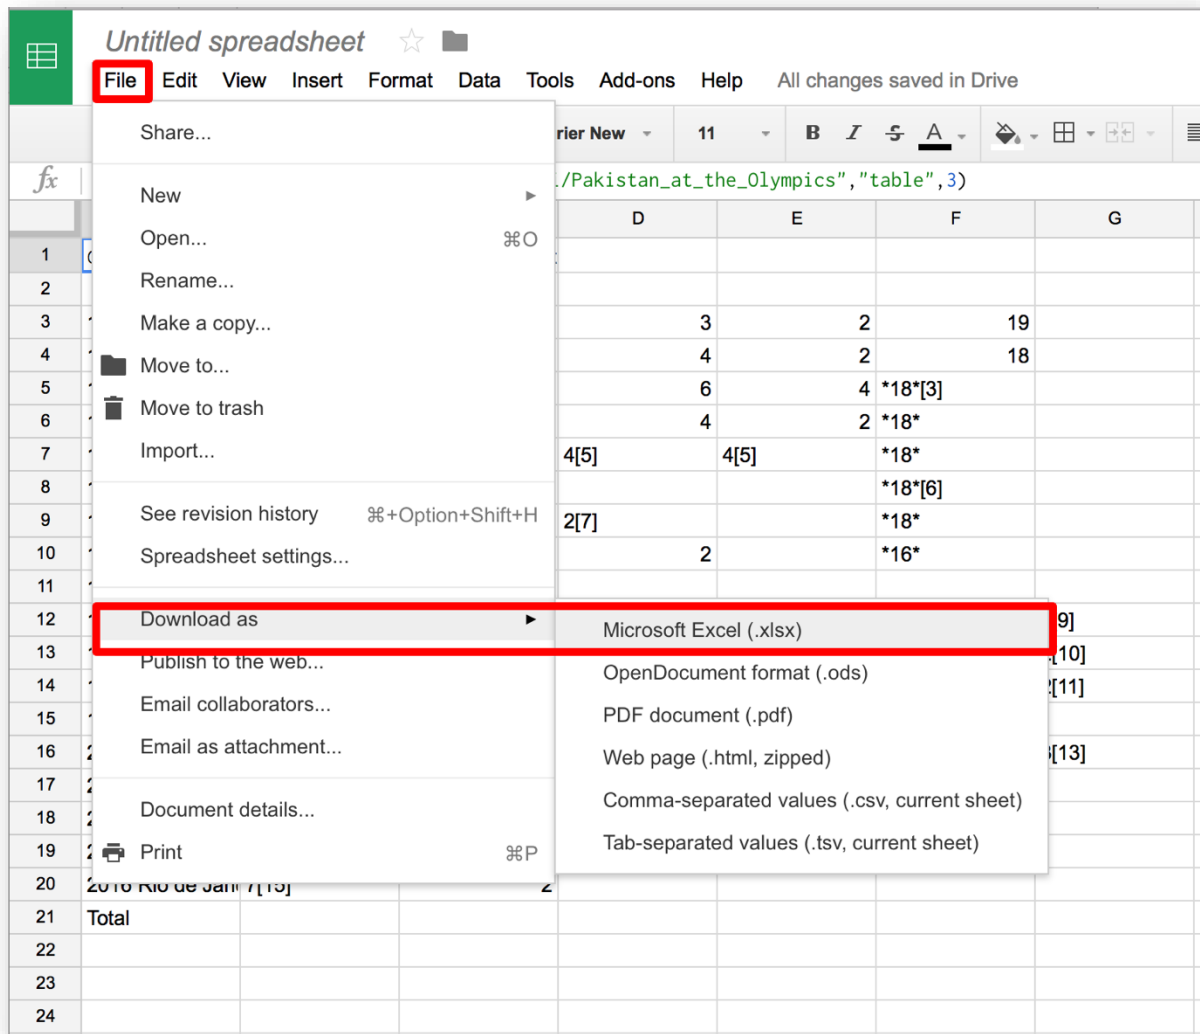 Untitled spreadsheet
File Edit View Insert Format Data Tools Add-ons Help All changes saved in Drive
Share...
rier New 11 B I S A
fx /Pakistan_at_the_Olympics","table",3)
New
D E F G
Open... ⌘O
1
Rename...
2
Make a copy...
3 3 2 19
4 4 2 18
Move to...
5 6 4 *18*[3]
Move to trash
6 4 2 *18*
Import...
7 4[5] 4[5] *18*
8 *18*[6]
See revision history ⌘+Option+Shift+H
9 2[7] *18*
Spreadsheet settings...
10 2 *16*
11
Download as ►
12 9]
Microsoft Excel (.xlsx)
13 [10]
Publish to the web...
OpenDocument format (.ods)
14 [11]
Email collaborators...
PDF document (.pdf)
15
Email as attachment...
16 [13]
Web page (.html, zipped)
17
Document details...
Comma-separated values (.csv, current sheet)
18
Print ⌘P
Tab-separated values (.tsv, current sheet)
19
20 2016 Rio de Jan 7[15] 2
21 Total
22
23
24